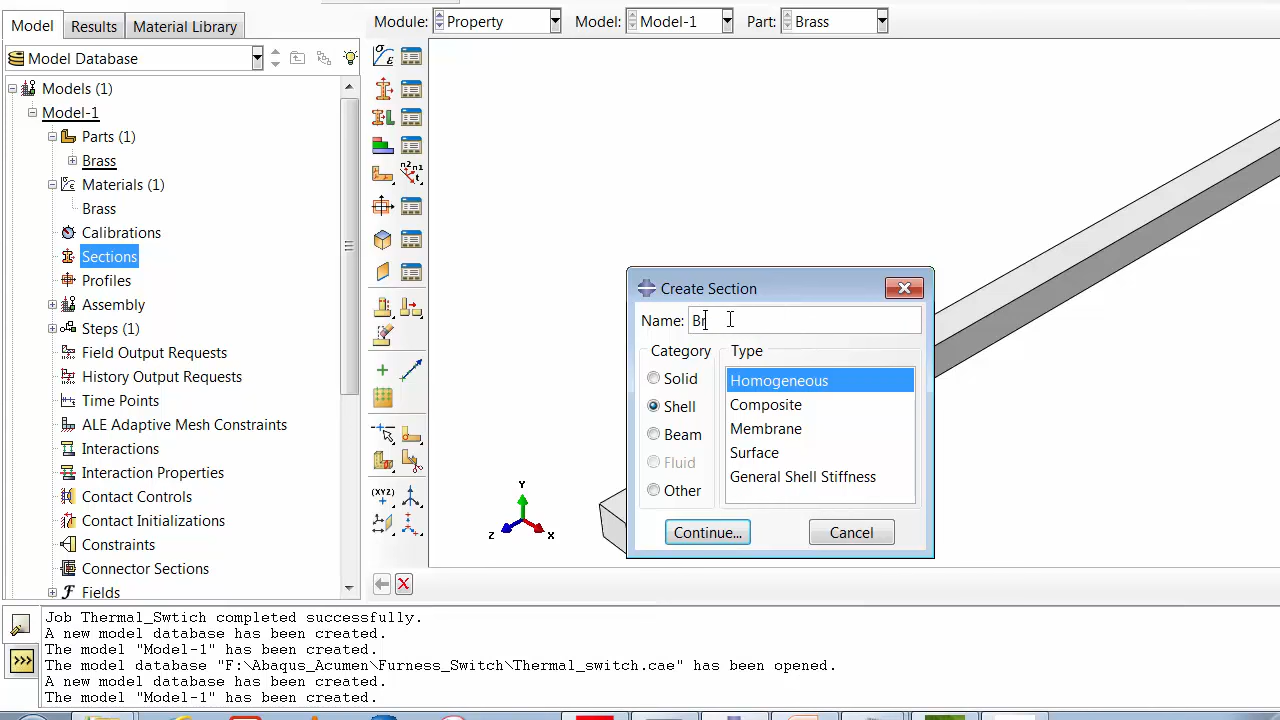 Model Results Material Library
Module: Property Model: Model-1 Part: Brass
Model Database
Models (1)
Model-1
Parts (1)
Brass
Materials (1)
Brass
Calibrations
Sections
Profiles
Assembly
Steps (1)
Field Output Requests
History Output Requests
Time Points
ALE Adaptive Mesh Constraints
Interactions
Interaction Properties
Contact Controls
Contact Initializations
Constraints
Connector Sections
Fields
Create Section
Name: Br
Category
Solid
Shell
Beam
Fluid
Other
Type
Homogeneous
Composite
Membrane
Surface
General Shell Stiffness
Continue... Cancel
Y
Z X
Job Thermal_Swtich completed successfully.
A new model database has been created.
The model "Model-1" has been created.
The model database "F:\Abaqus_Acumen\Furness_Switch\Thermal_switch.cae" has been opened.
A new model database has been created.
The model "Model-1" has been created.